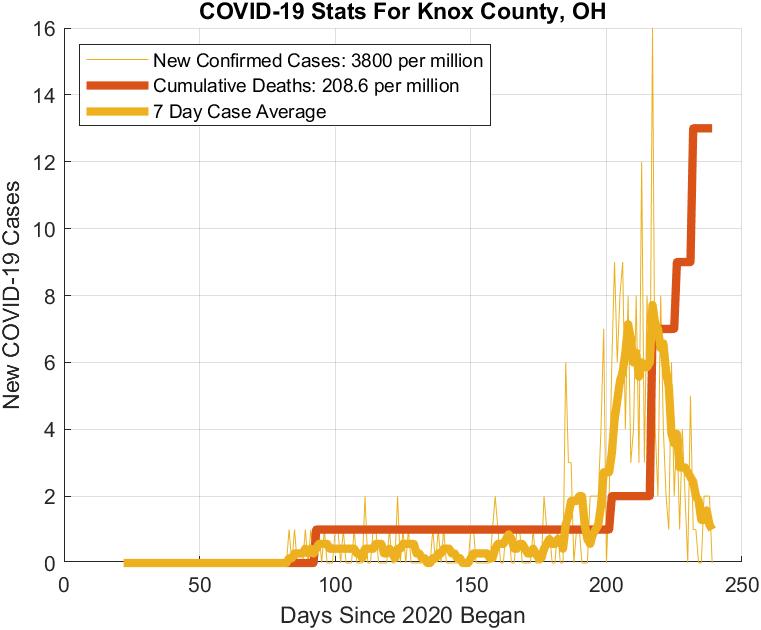 COVID-19 Stats For Knox County, OH
New Confirmed Cases: 3800 per million
Cumulative Deaths: 208.6 per million
7 Day Case Average
New COVID-19 Cases
16
14
12
10
8
6
4
2
0
0 50 100 150 200 250
Days Since 2020 Began